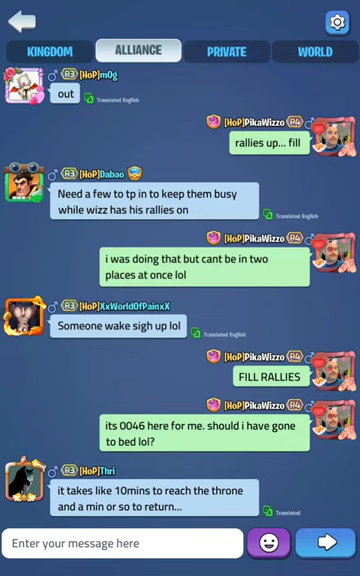 KINGDOM
ALLIANCE
PRIVATE
WORLD
R3 [HoP]mOg
out
Translated English
[HoP]PikaWizzo R4
rallies up... fill
R3 [HoP]Dabao
Need a few to tp in to keep them busy
while wizz has his rallies on
Translated English
[HoP]PikaWizzo R4
i was doing that but cant be in two
places at once lol
R3 [HoP]XxWorldOfPainxX
Someone wake sigh up lol
Translated English
[HoP]PikaWizzo R4
FILL RALLIES
[HoP]PikaWizzo R4
its 0046 here for me. should i have gone
to bed lol?
R3 [HoP]Thri
it takes like 10mins to reach the throne
and a min or so to return...
Translated
Enter your message here